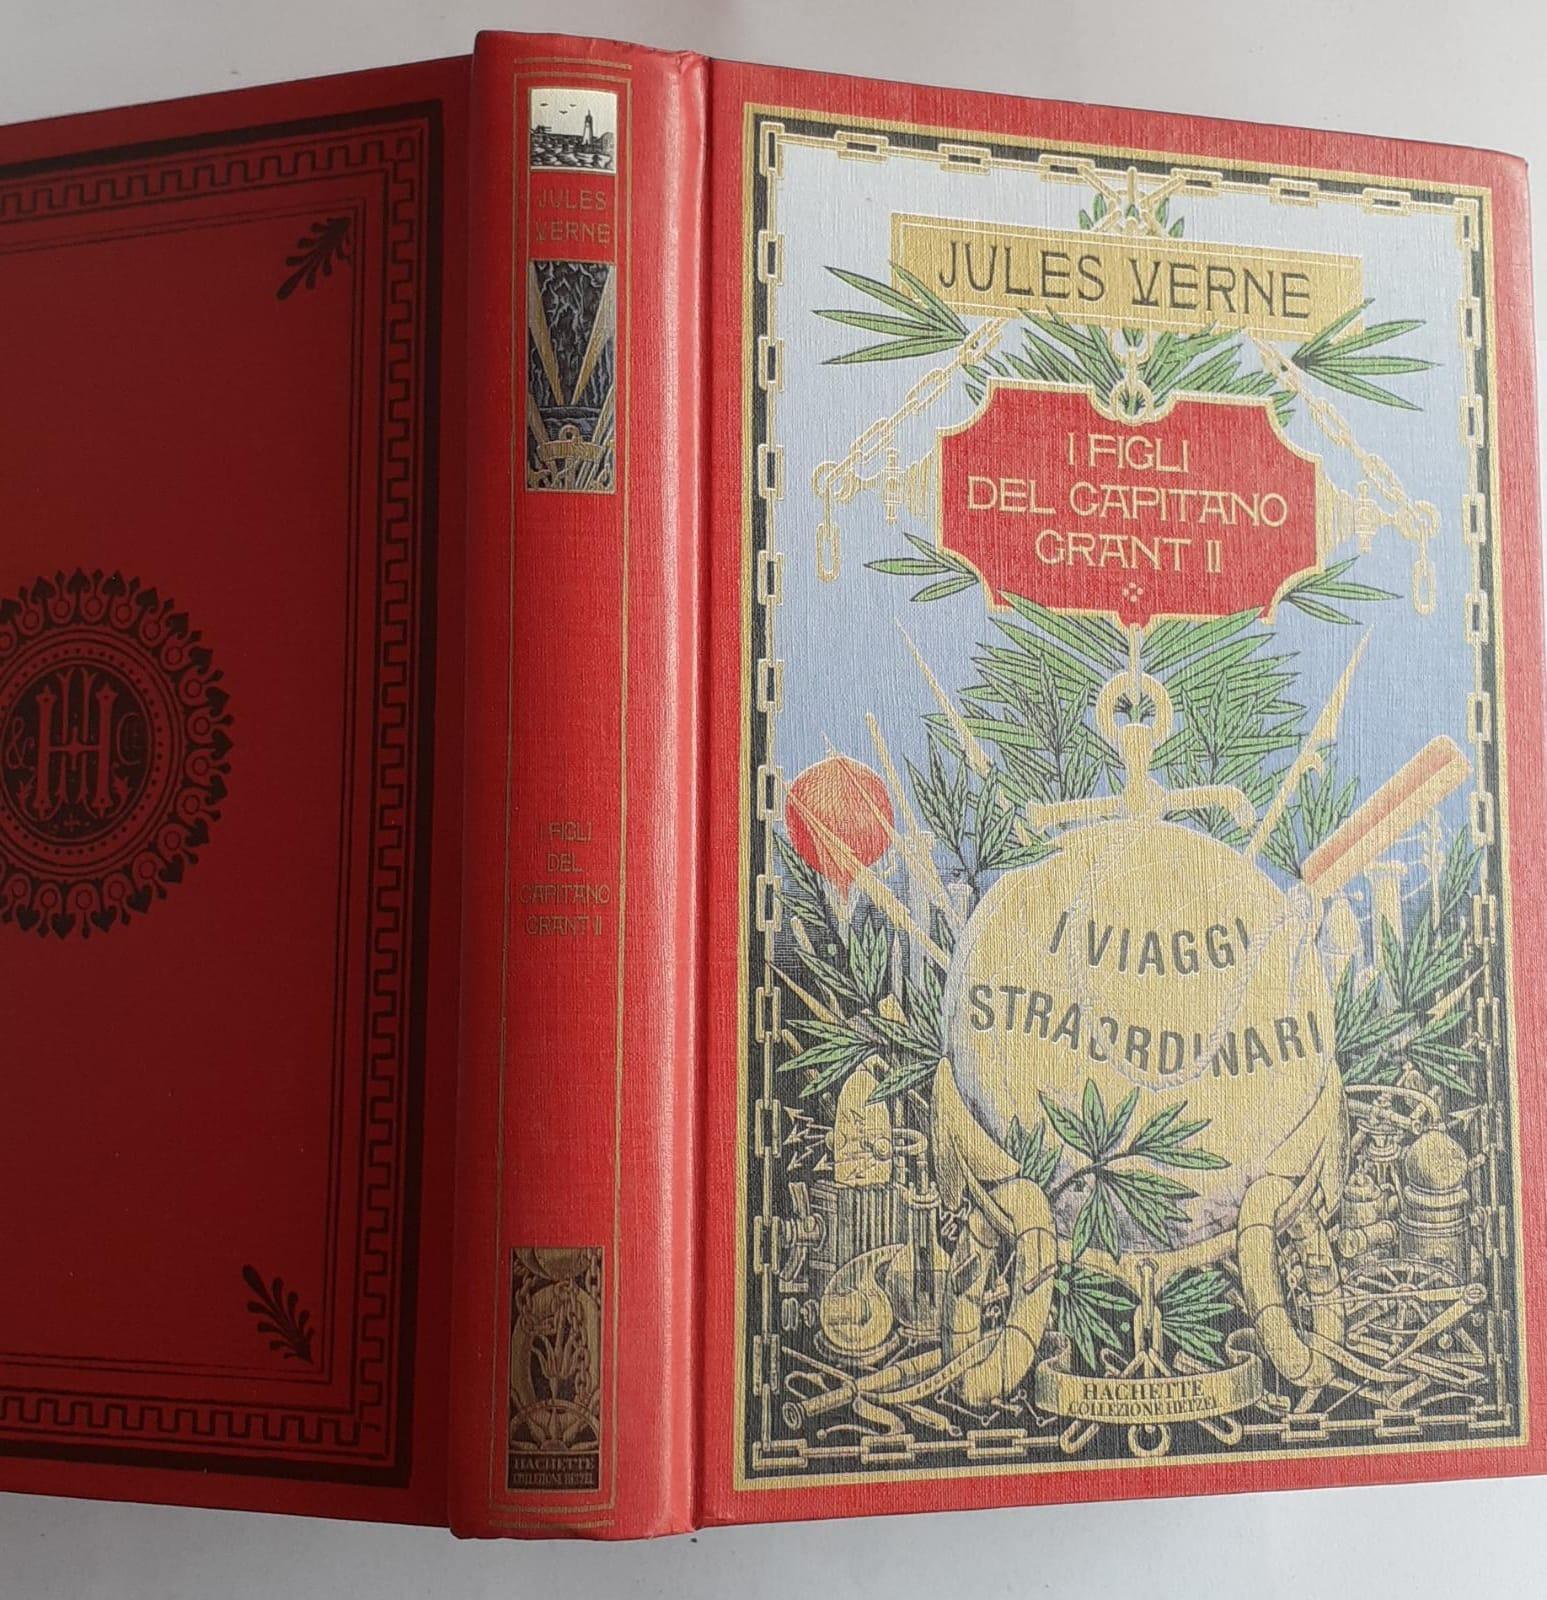 JULES
VERNE
I FIGLI
DEL
CAPITANO
GRANT II
HACHETTE
COLLEZIONE HETZEL
JULES VERNE
I FIGLI
DEL CAPITANO
GRANT II
I VIAGGI
STRAORDINARI
HACHETTE
COLLEZIONE HETZEL